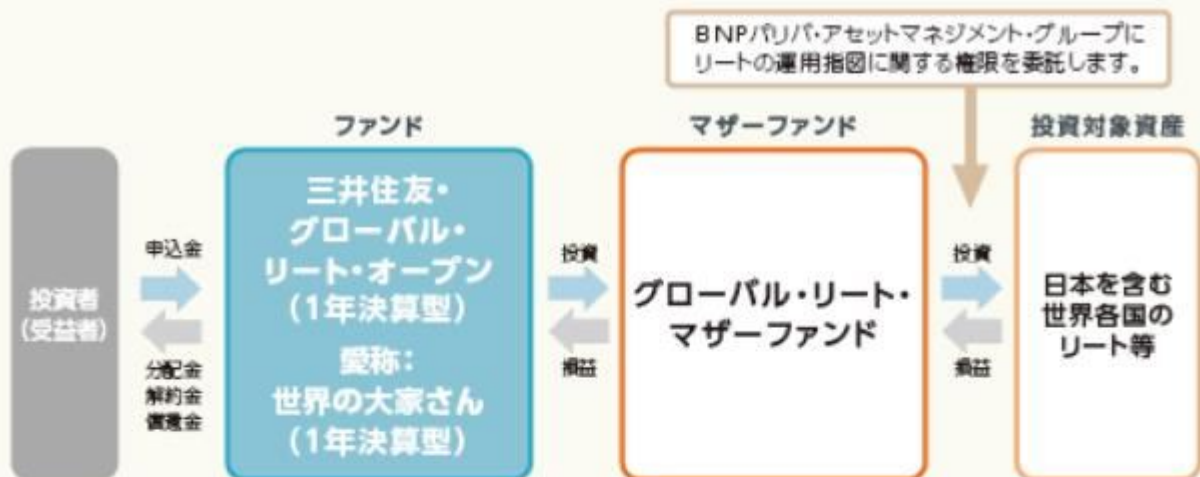 BNPパリバ・アセットマネジメント・グループに
リートの運用指図に関する権限を委託します。
ファンド
マザーファンド
投資対象資産
投資者
(受益者)
申込金
分配金
解約金
償還金
三井住友・
グローバル・
リート・オープン
(1年決算型)
愛称:
世界の大家さん
(1年決算型)
投資
損益
グローバル・リート・
マザーファンド
投資
損益
日本を含む
世界各国の
リート等